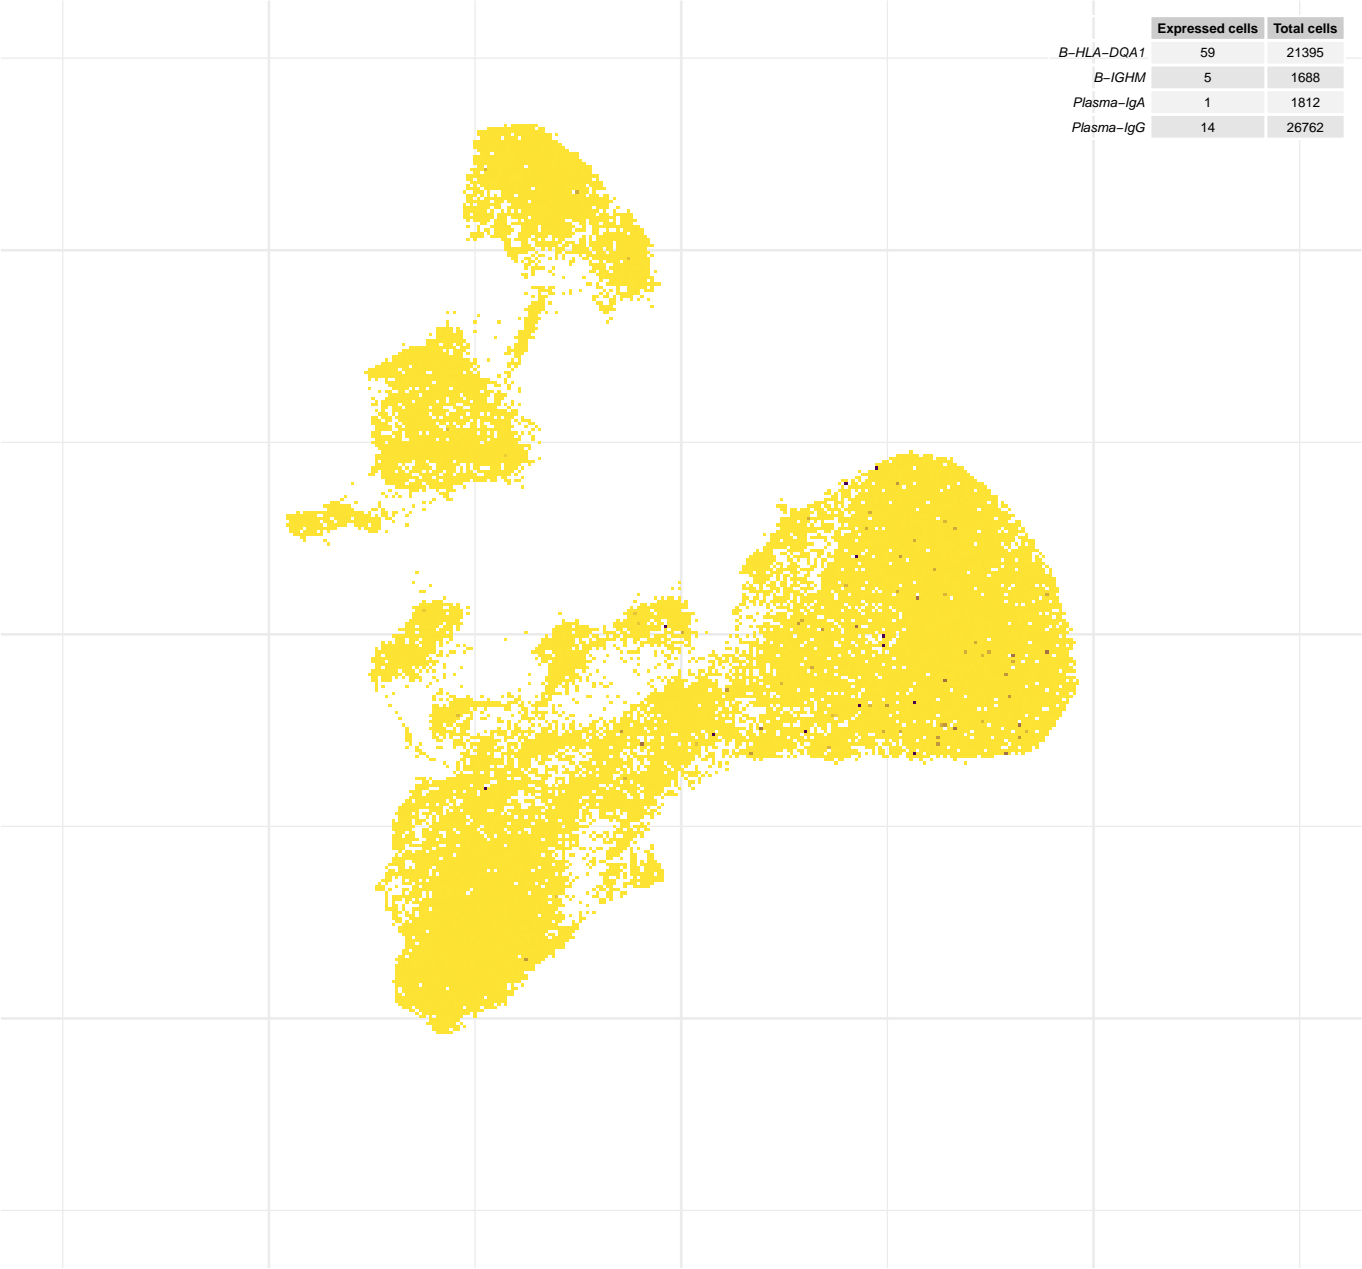 Expressed cells Total cells
B−HLA−DQA1 59 21395
B−IGHM 5 1688
Plasma−IgA 1 1812
Plasma−IgG 14 26762